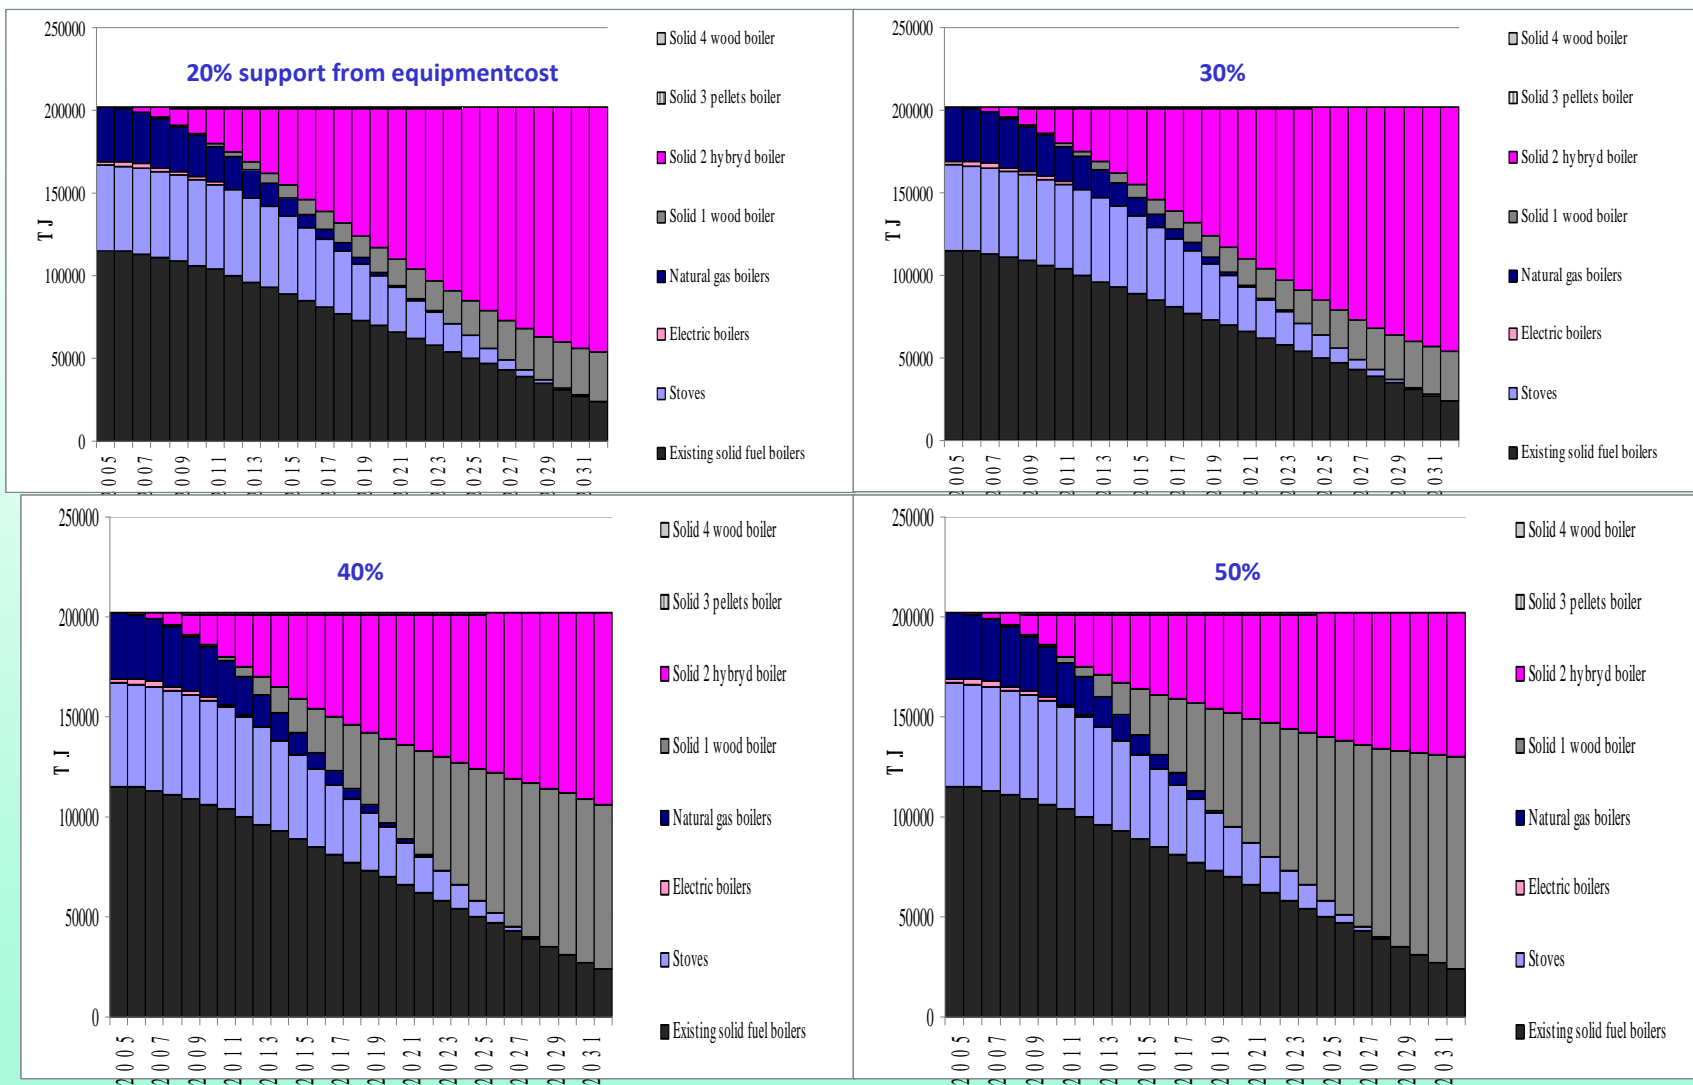 20% support from equipmentcost
250000
200000
150000
100000
50000
0
T J
2005 2007 2009 2011 2013 2015 2017 2019 2021 2023 2025 2027 2029 2031
Solid 4 wood boiler
Solid 3 pellets boiler
Solid 2 hybryd boiler
Solid 1 wood boiler
Natural gas boilers
Electric boilers
Stoves
Existing solid fuel boilers
30%
250000
200000
150000
100000
50000
0
T J
2005 2007 2009 2011 2013 2015 2017 2019 2021 2023 2025 2027 2029 2031
Solid 4 wood boiler
Solid 3 pellets boiler
Solid 2 hybryd boiler
Solid 1 wood boiler
Natural gas boilers
Electric boilers
Stoves
Existing solid fuel boilers
40%
250000
200000
150000
100000
50000
0
T J
2005 2007 2009 2011 2013 2015 2017 2019 2021 2023 2025 2027 2029 2031
Solid 4 wood boiler
Solid 3 pellets boiler
Solid 2 hybryd boiler
Solid 1 wood boiler
Natural gas boilers
Electric boilers
Stoves
Existing solid fuel boilers
50%
250000
200000
150000
100000
50000
0
T J
2005 2007 2009 2011 2013 2015 2017 2019 2021 2023 2025 2027 2029 2031
Solid 4 wood boiler
Solid 3 pellets boiler
Solid 2 hybryd boiler
Solid 1 wood boiler
Natural gas boilers
Electric boilers
Stoves
Existing solid fuel boilers